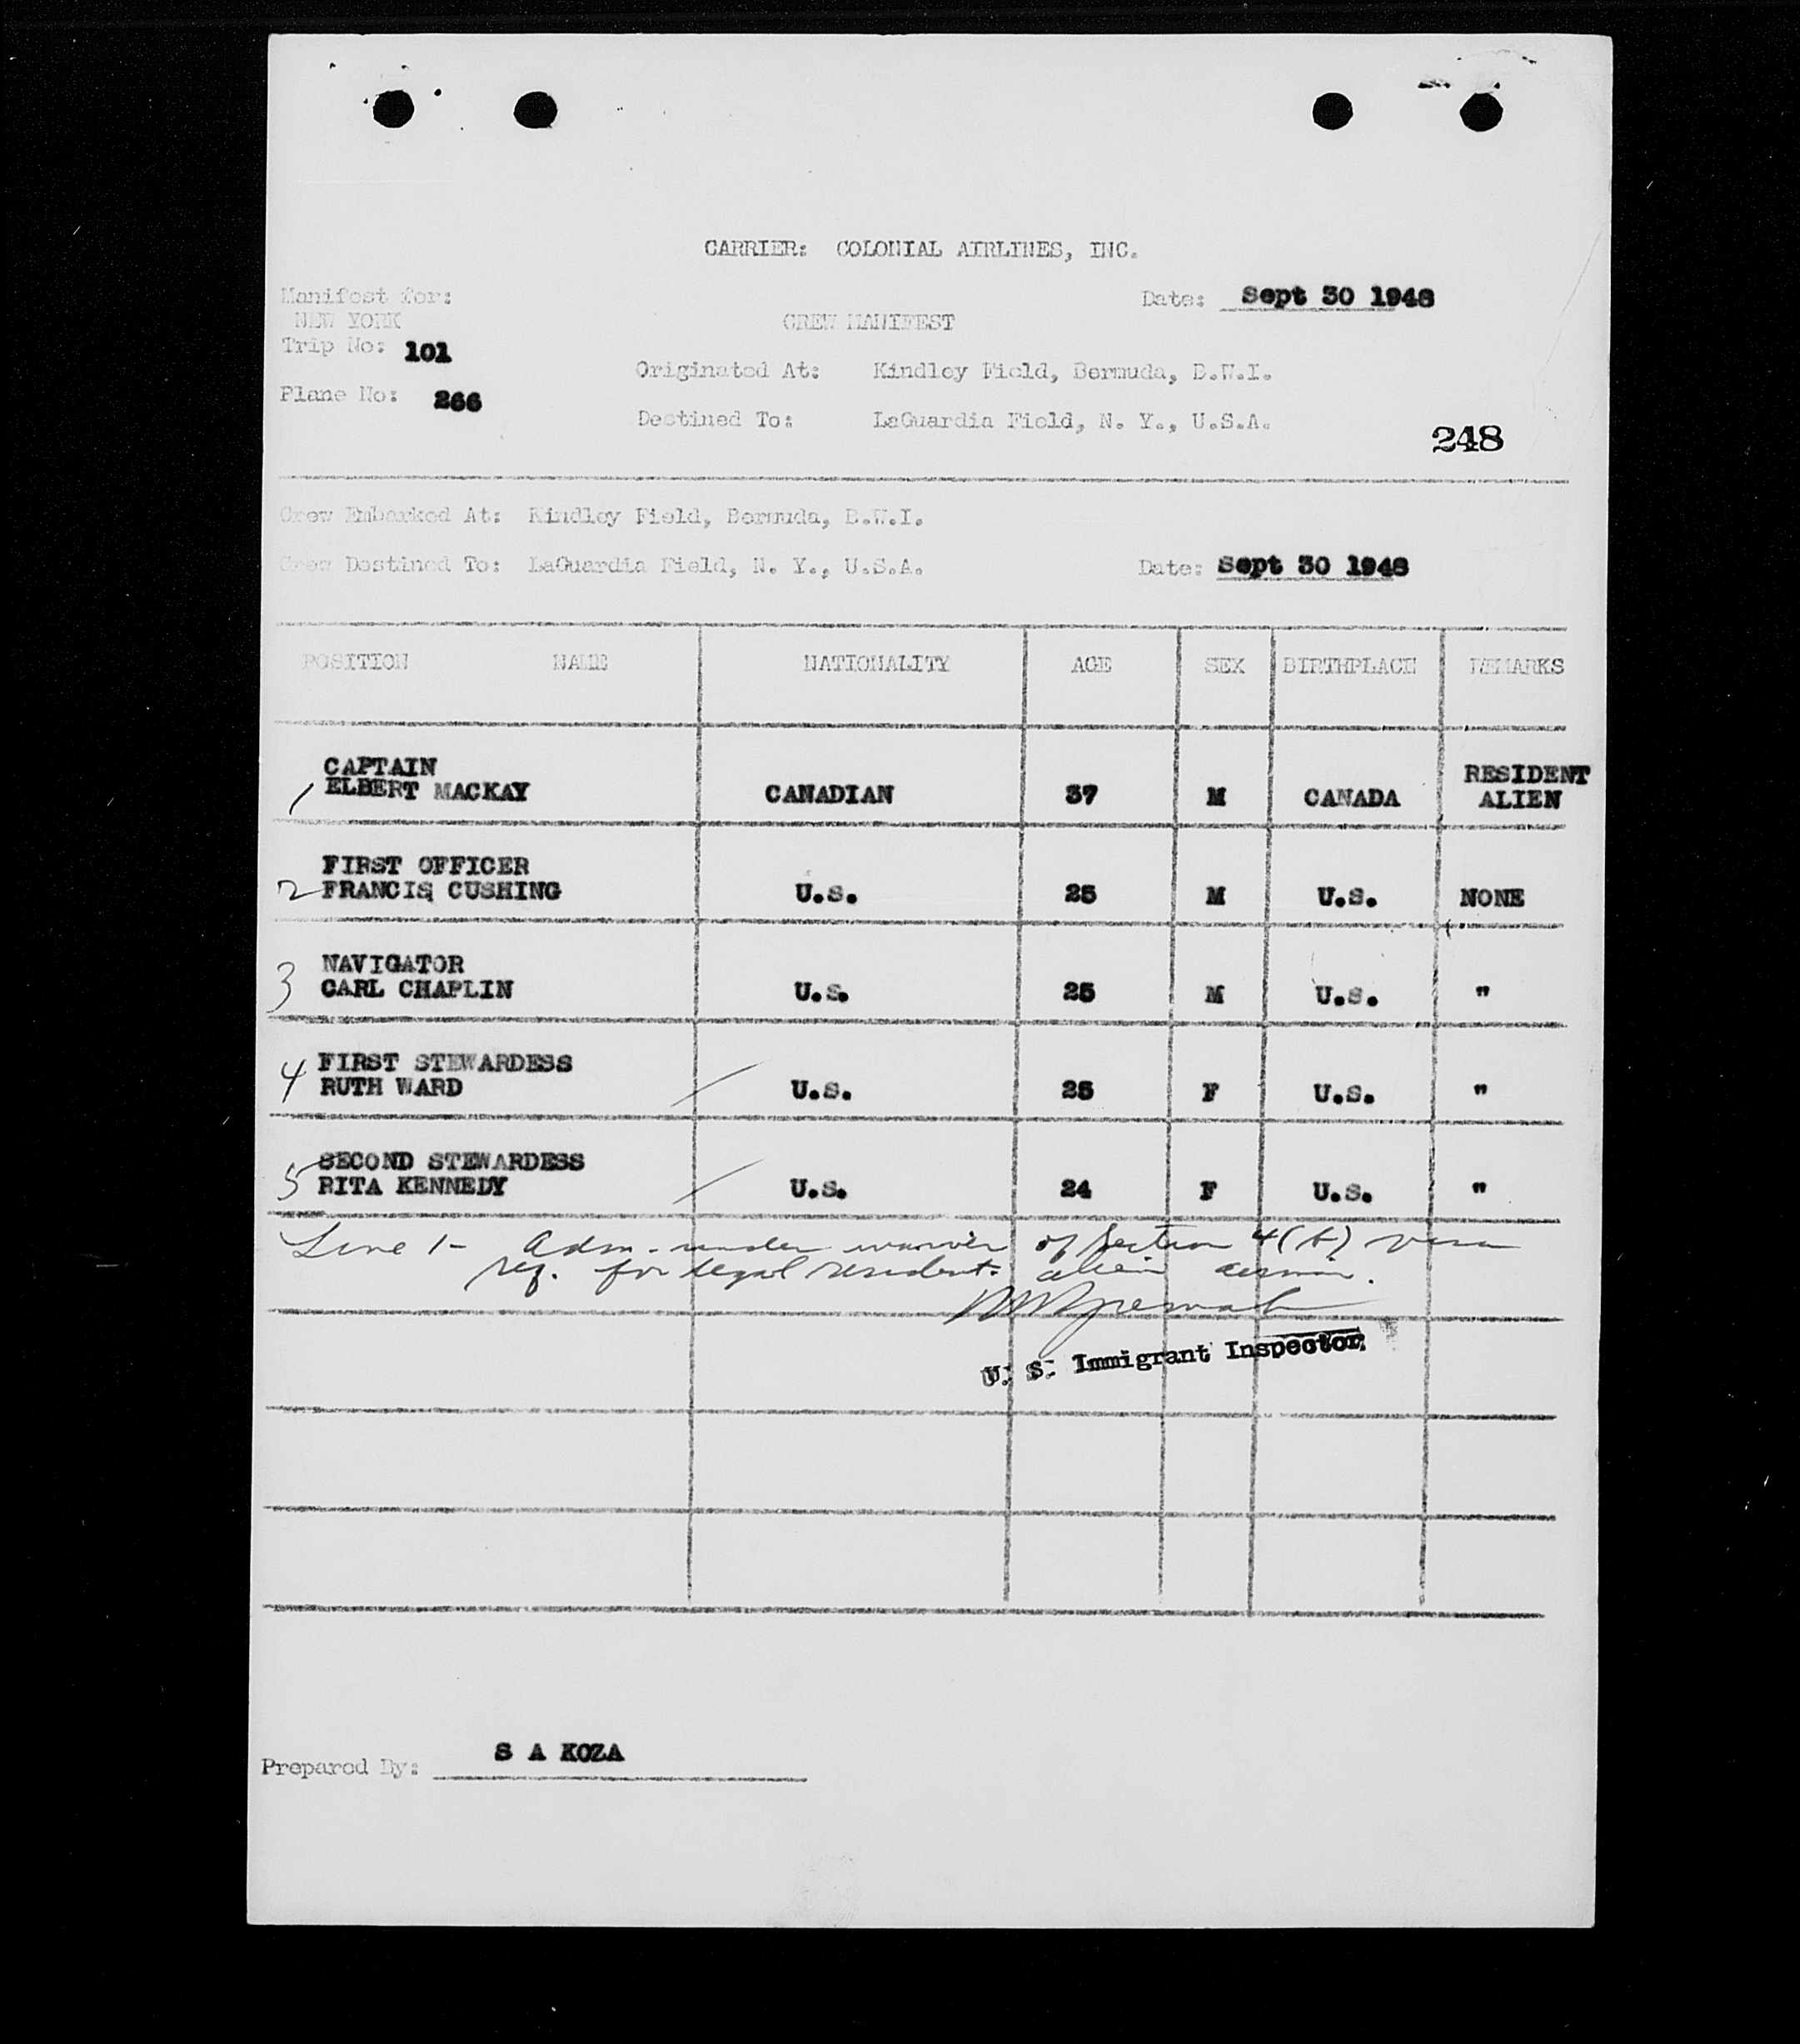 CARRIER: COLONIAL AIRLINES, INC.
Manifest for:
NEW YORK
Date: Sept 30 1948
CREW MANIFEST
Trip No: 101
Originated At: Kindley Field, Bermuda, B.W.I.
Plane No: 266
Destined To: LaGuardia Field, N. Y., U.S.A.
248
Crew Embarked At: Kindley Field, Bermuda, B.W.I.
Crew Destined To: LaGuardia Field, N. Y., U.S.A. Date: Sept 30 1948
POSITION NAME NATIONALITY AGE SEX BIRTHPLACE REMARKS
CAPTAIN
1 ELBERT MACKAY CANADIAN 37 M CANADA RESIDENT ALIEN
FIRST OFFICER
2 FRANCIS CUSHING U.S. 25 M U.S. NONE
NAVIGATOR
3 CARL CHAPLIN U.S. 25 M U.S. "
FIRST STEWARDESS
4 RUTH WARD U.S. 25 F U.S. "
SECOND STEWARDESS
5 RITA KENNEDY U.S. 24 F U.S. "
Line 1- Adm. under waiver of Section 4(b) visa
req. for legal resident alien
U. S. Immigrant Inspector
Prepared By: S A KOZA